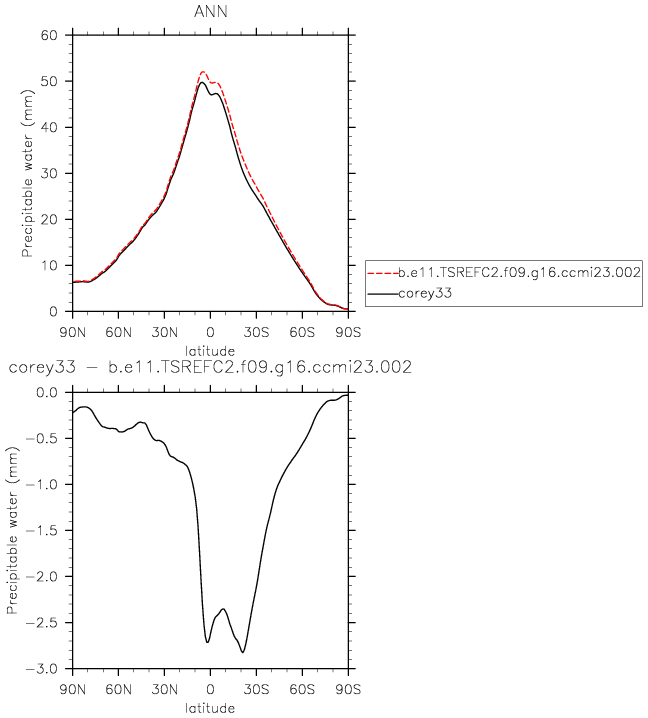 ANN
60
50
40
30
20
10
0
Precipitable water (mm)
90N 60N 30N 0 30S 60S 90S
latitude
b.e11.TSREFC2.f09.g16.ccmi23.002
corey33
corey33 − b.e11.TSREFC2.f09.g16.ccmi23.002
0.0
−0.5
−1.0
−1.5
−2.0
−2.5
−3.0
Precipitable water (mm)
90N 60N 30N 0 30S 60S 90S
latitude